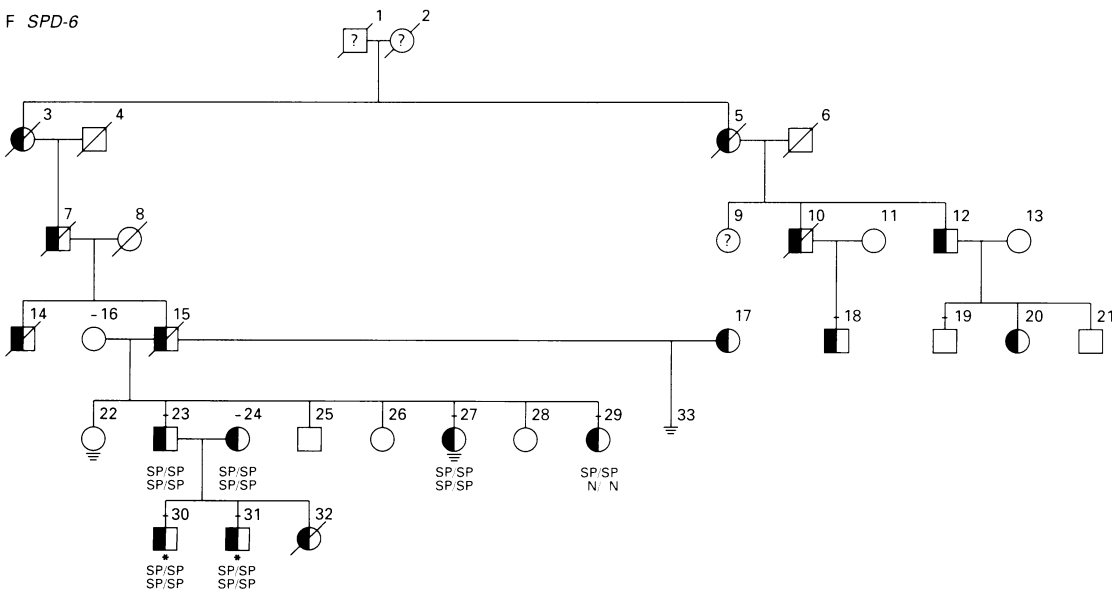 F SPD-6
1 2
? ?
3 4 5 6
7 8 9 10 11 12 13
?
14 -16 15 17 18 19 20 21
22 23 -24 25 26 27 28 29 33
SP/SP SP/SP SP/SP SP/SP
SP/SP SP/SP SP/SP N/ N
30 31 32
* *
SP/SP SP/SP
SP/SP SP/SP